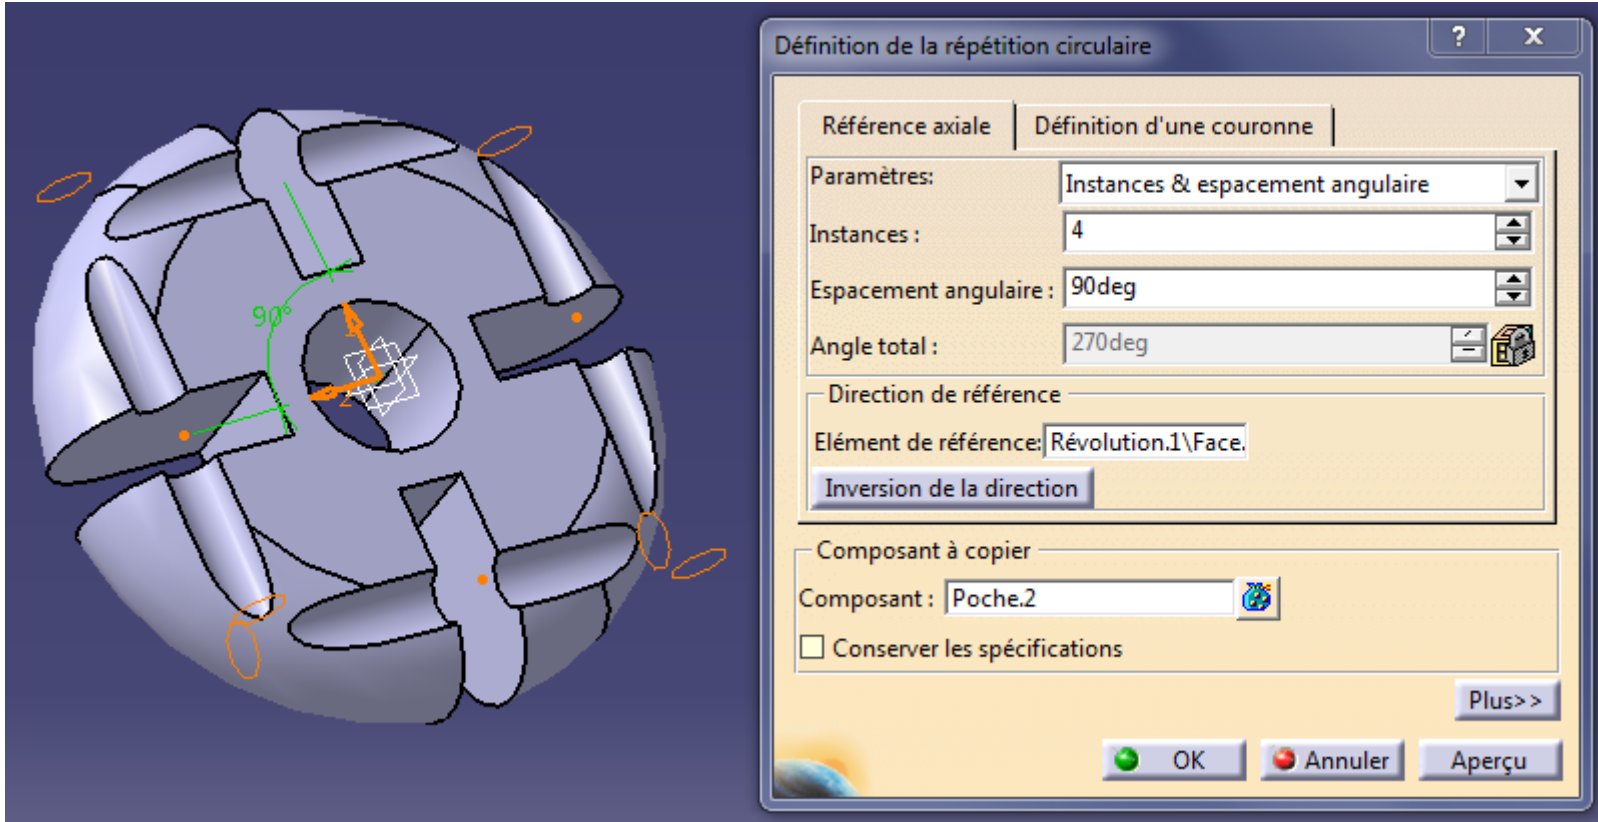 Définition de la répétition circulaire
? x
Référence axiale
Définition d'une couronne
Paramètres:
Instances & espacement angulaire
Instances :
4
Espacement angulaire :
90deg
Angle total :
270deg
Direction de référence
Elément de référence:
Révolution.1\Face.
Inversion de la direction
Composant à copier
Composant :
Poche.2
Conserver les spécifications
Plus>>
OK
Annuler
Aperçu
90°
1
2